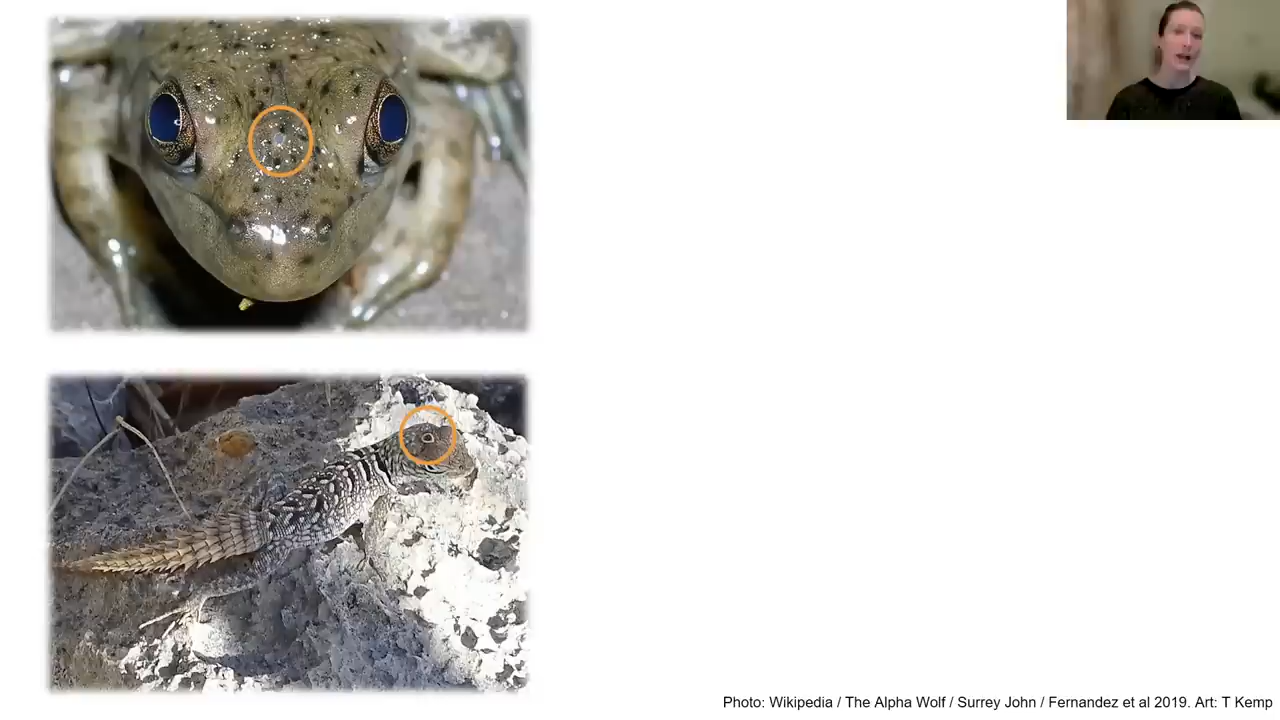 Photo: Wikipedia / The Alpha Wolf / Surrey John / Fernandez et al 2019. Art: T Kemp